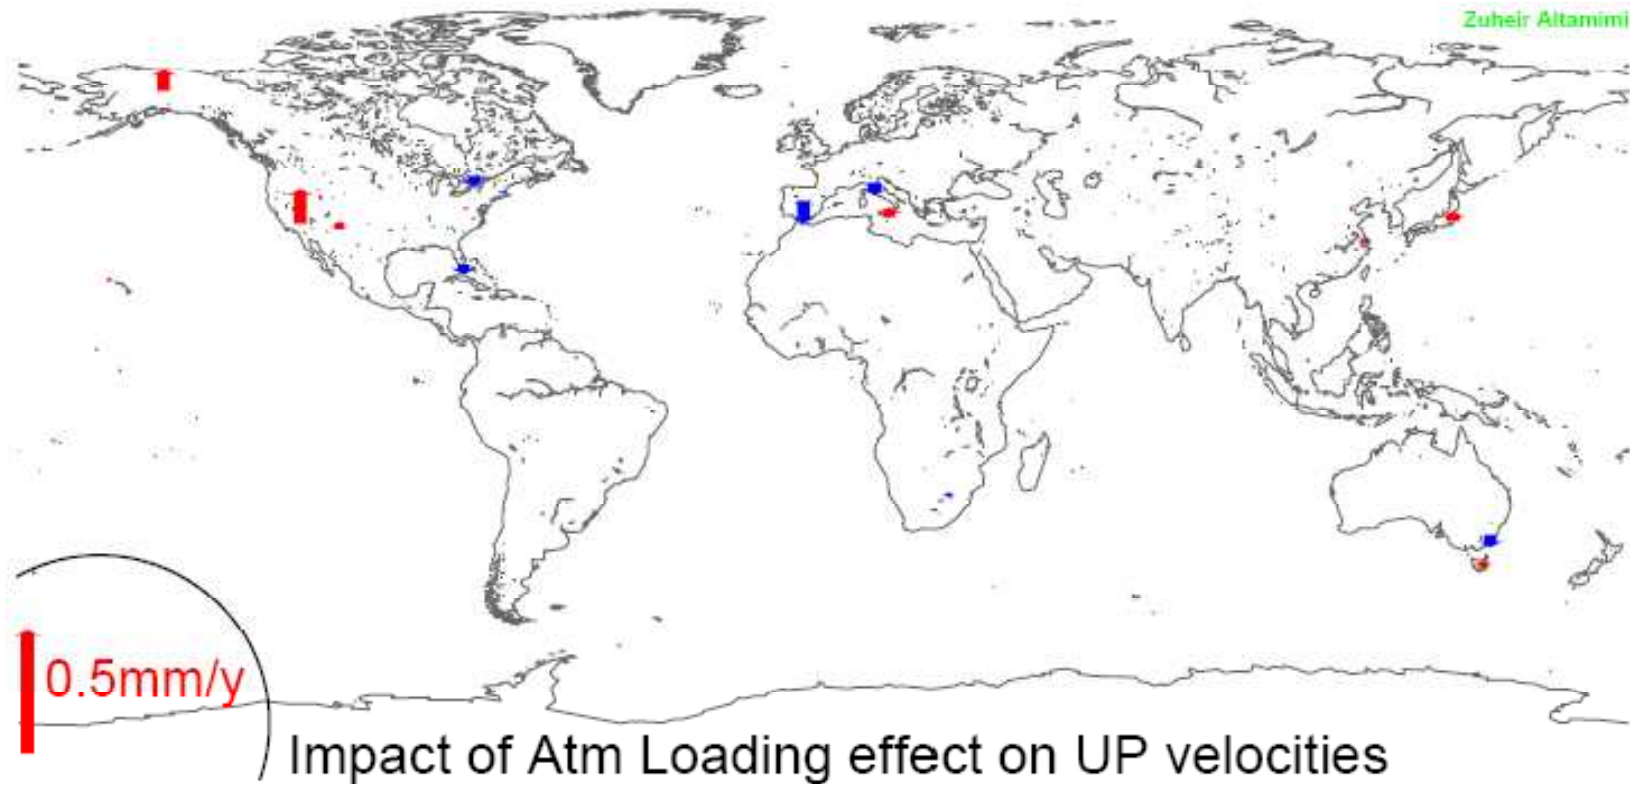 Zuheir Altamimi
0.5mm/y
Impact of Atm Loading effect on UP velocities